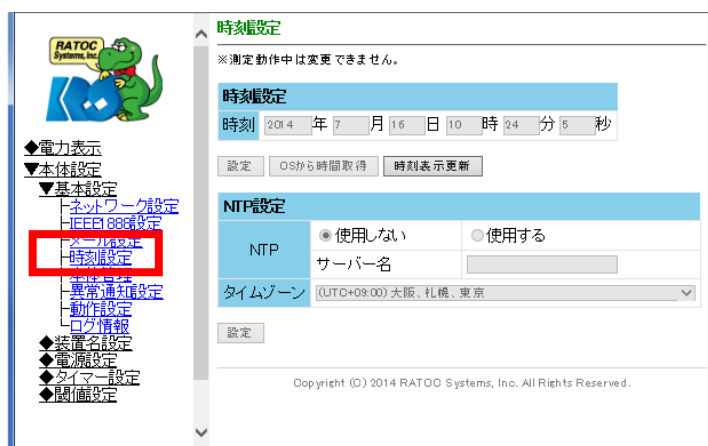 RATOC
Systems, Inc.
◆電力表示
▼本体設定
▼基本設定
ネットワーク設定
IEEE1888設定
メール設定
時刻設定
本体管理
異常通知設定
動作設定
ログ情報
◆装置名設定
◆電源設定
◆タイマー設定
◆閾値設定
時刻設定
※測定動作中は変更できません。
時刻設定
時刻 2014 年 7 月 16 日 10 時 24 分 5 秒
設定 OSから時間取得 時刻表示更新
NTP設定
NTP 使用しない 使用する
サーバー名
タイムゾーン (UTC+09:00) 大阪、札幌、東京
設定
Copyright (C) 2014 RATOC Systems, Inc. All Rights Reserved.